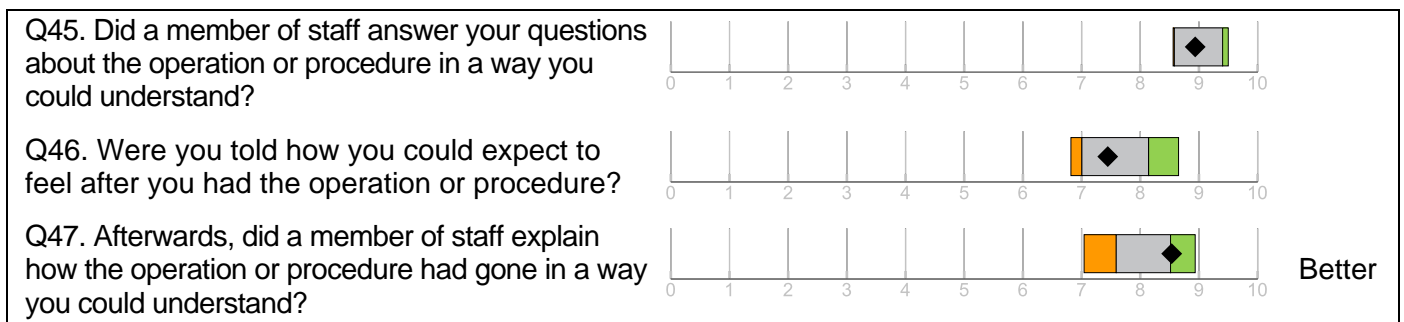 Q45. Did a member of staff answer your questions
about the operation or procedure in a way you
could understand?
0 1 2 3 4 5 6 7 8 9 10
Q46. Were you told how you could expect to
feel after you had the operation or procedure?
0 1 2 3 4 5 6 7 8 9 10
Q47. Afterwards, did a member of staff explain
how the operation or procedure had gone in a way
you could understand?
0 1 2 3 4 5 6 7 8 9 10
Better